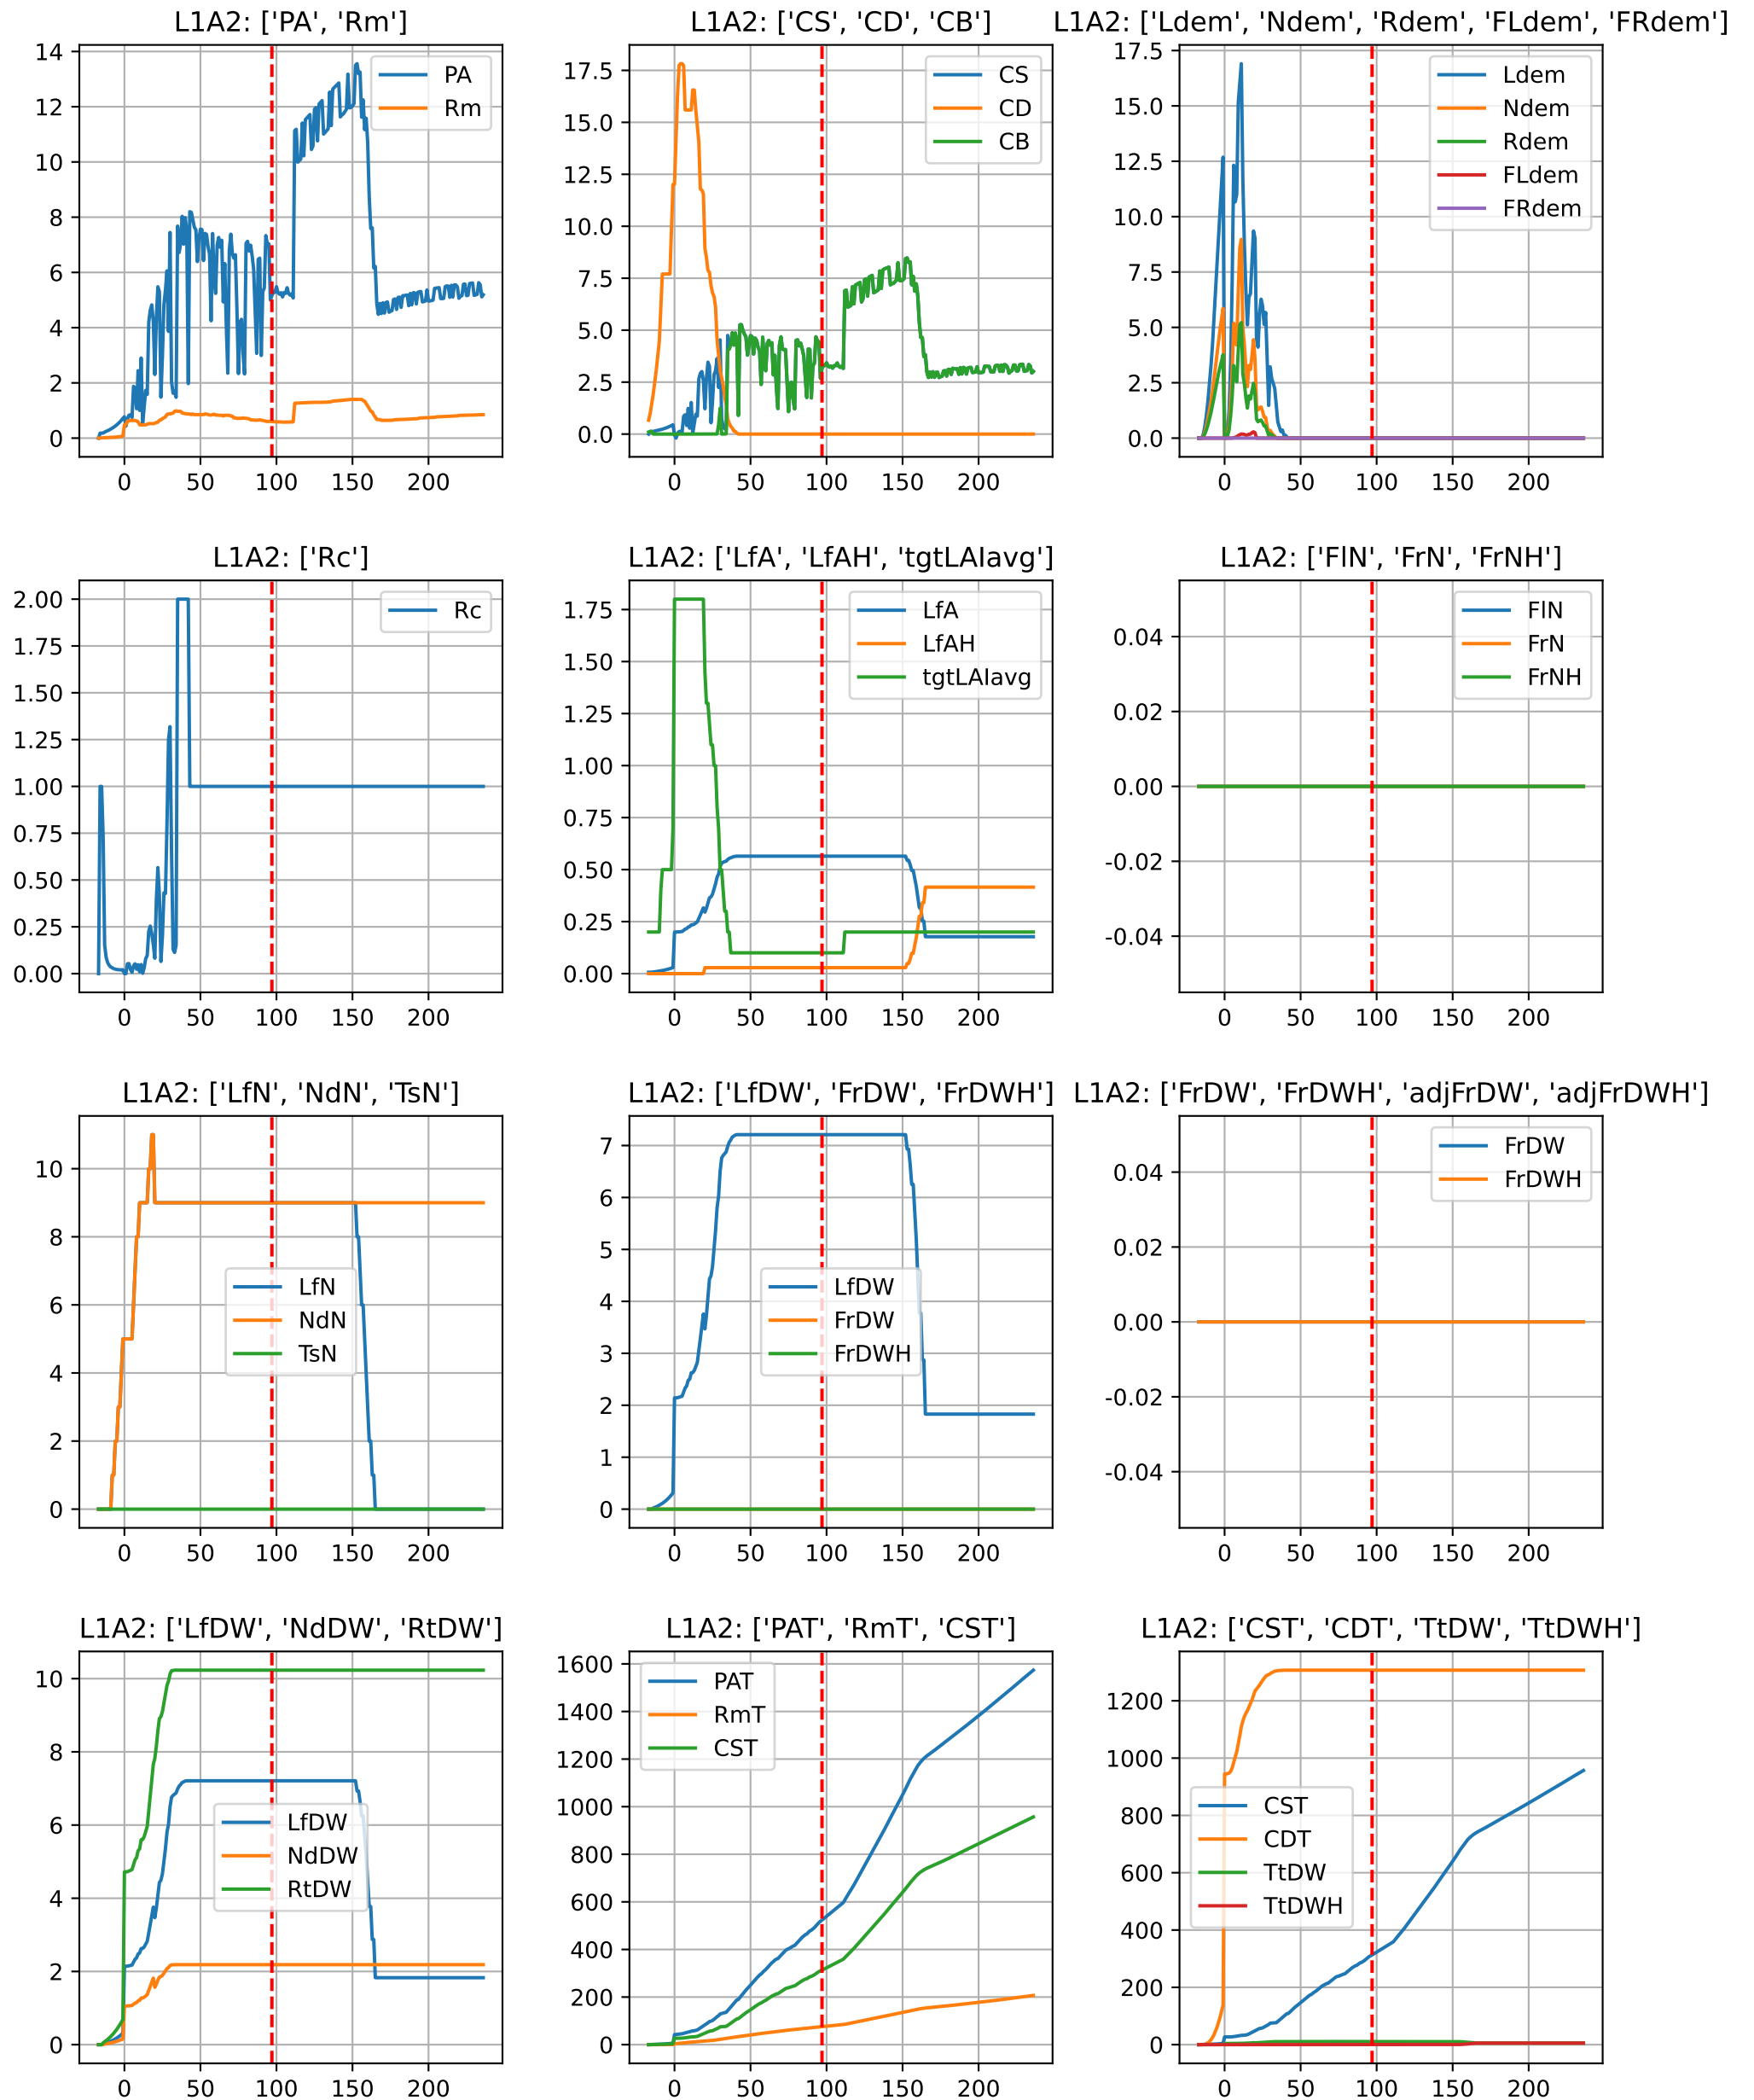 L1A2: ['PA', 'Rm']
14
12
10
8
6
4
2
0
0 50 100 150 200
PA
Rm
L1A2: ['CS', 'CD', 'CB']
17.5
15.0
12.5
10.0
7.5
5.0
2.5
0.0
0 50 100 150 200
CS
CD
CB
L1A2: ['Ldem', 'Ndem', 'Rdem', 'FLdem', 'FRdem']
17.5
15.0
12.5
10.0
7.5
5.0
2.5
0.0
0 50 100 150 200
Ldem
Ndem
Rdem
FLdem
FRdem
L1A2: ['Rc']
2.00
1.75
1.50
1.25
1.00
0.75
0.50
0.25
0.00
0 50 100 150 200
Rc
L1A2: ['LfA', 'LfAH', 'tgtLAIavg']
1.75
1.50
1.25
1.00
0.75
0.50
0.25
0.00
0 50 100 150 200
LfA
LfAH
tgtLAIavg
L1A2: ['FlN', 'FrN', 'FrNH']
0.04
0.02
0.00
-0.02
-0.04
0 50 100 150 200
FlN
FrN
FrNH
L1A2: ['LfN', 'NdN', 'TsN']
10
8
6
4
2
0
0 50 100 150 200
LfN
NdN
TsN
L1A2: ['LfDW', 'FrDW', 'FrDWH']
7
6
5
4
3
2
1
0
0 50 100 150 200
LfDW
FrDW
FrDWH
L1A2: ['FrDW', 'FrDWH', 'adjFrDW', 'adjFrDWH']
0.04
0.02
0.00
-0.02
-0.04
0 50 100 150 200
FrDW
FrDWH
L1A2: ['LfDW', 'NdDW', 'RtDW']
10
8
6
4
2
0
0 50 100 150 200
LfDW
NdDW
RtDW
L1A2: ['PAT', 'RmT', 'CST']
1600
1400
1200
1000
800
600
400
200
0
0 50 100 150 200
PAT
RmT
CST
L1A2: ['CST', 'CDT', 'TtDW', 'TtDWH']
1200
1000
800
600
400
200
0
0 50 100 150 200
CST
CDT
TtDW
TtDWH